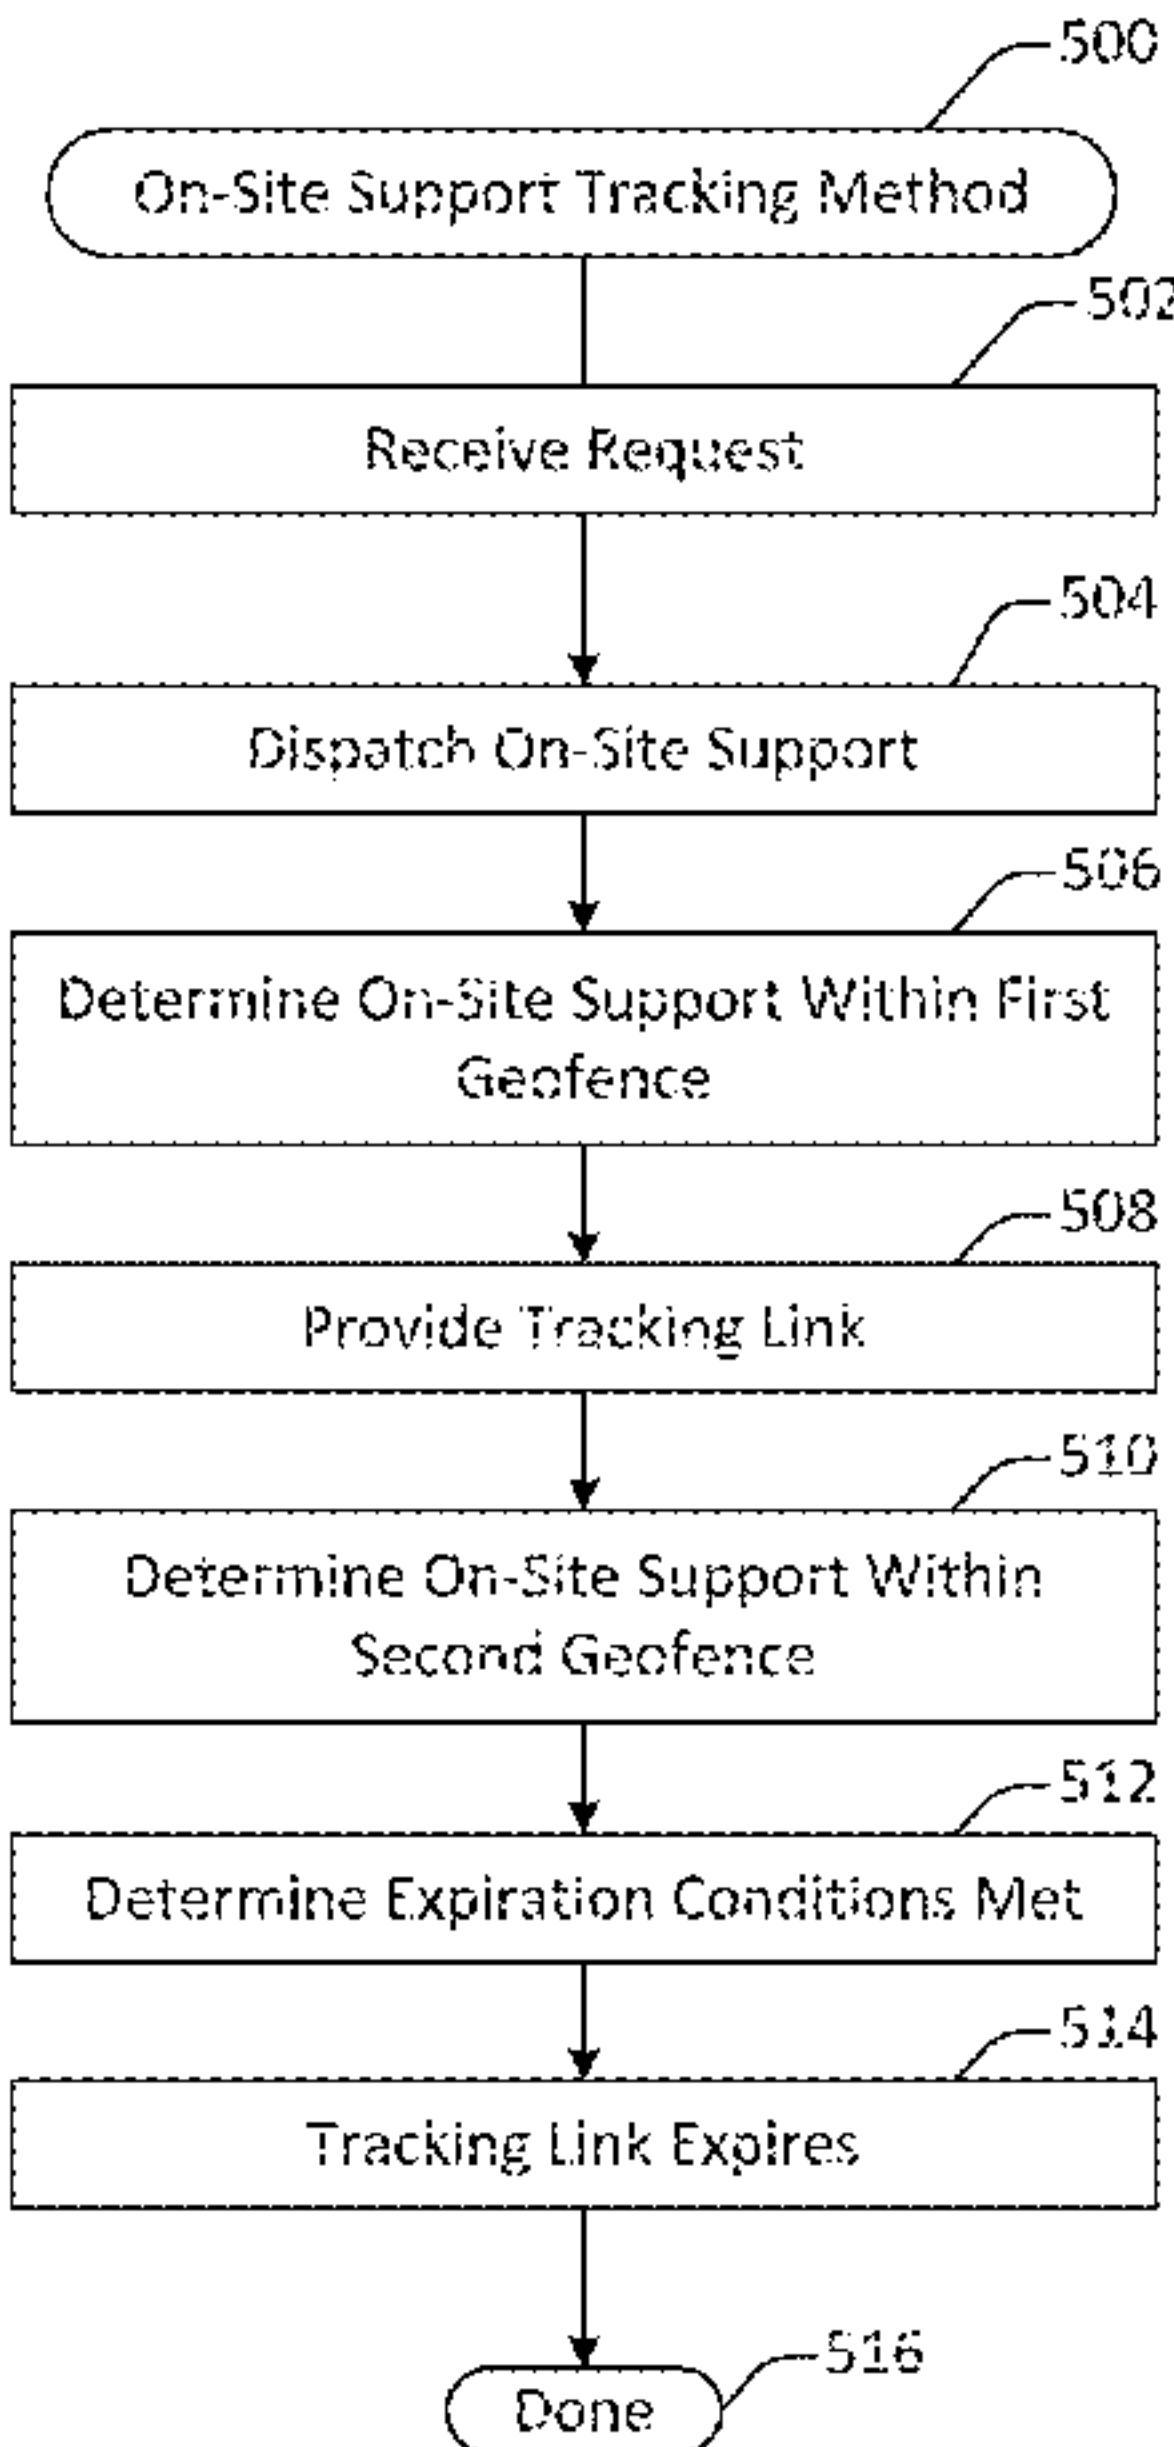 500
On-Site Support Tracking Method
502
Receive Request
504
Dispatch On-Site Support
506
Determine On-Site Support Within First
Geofence
508
Provide Tracking Link
510
Determine On-Site Support Within
Second Geofence
512
Determine Expiration Conditions Met
514
Tracking Link Expires
516
Done